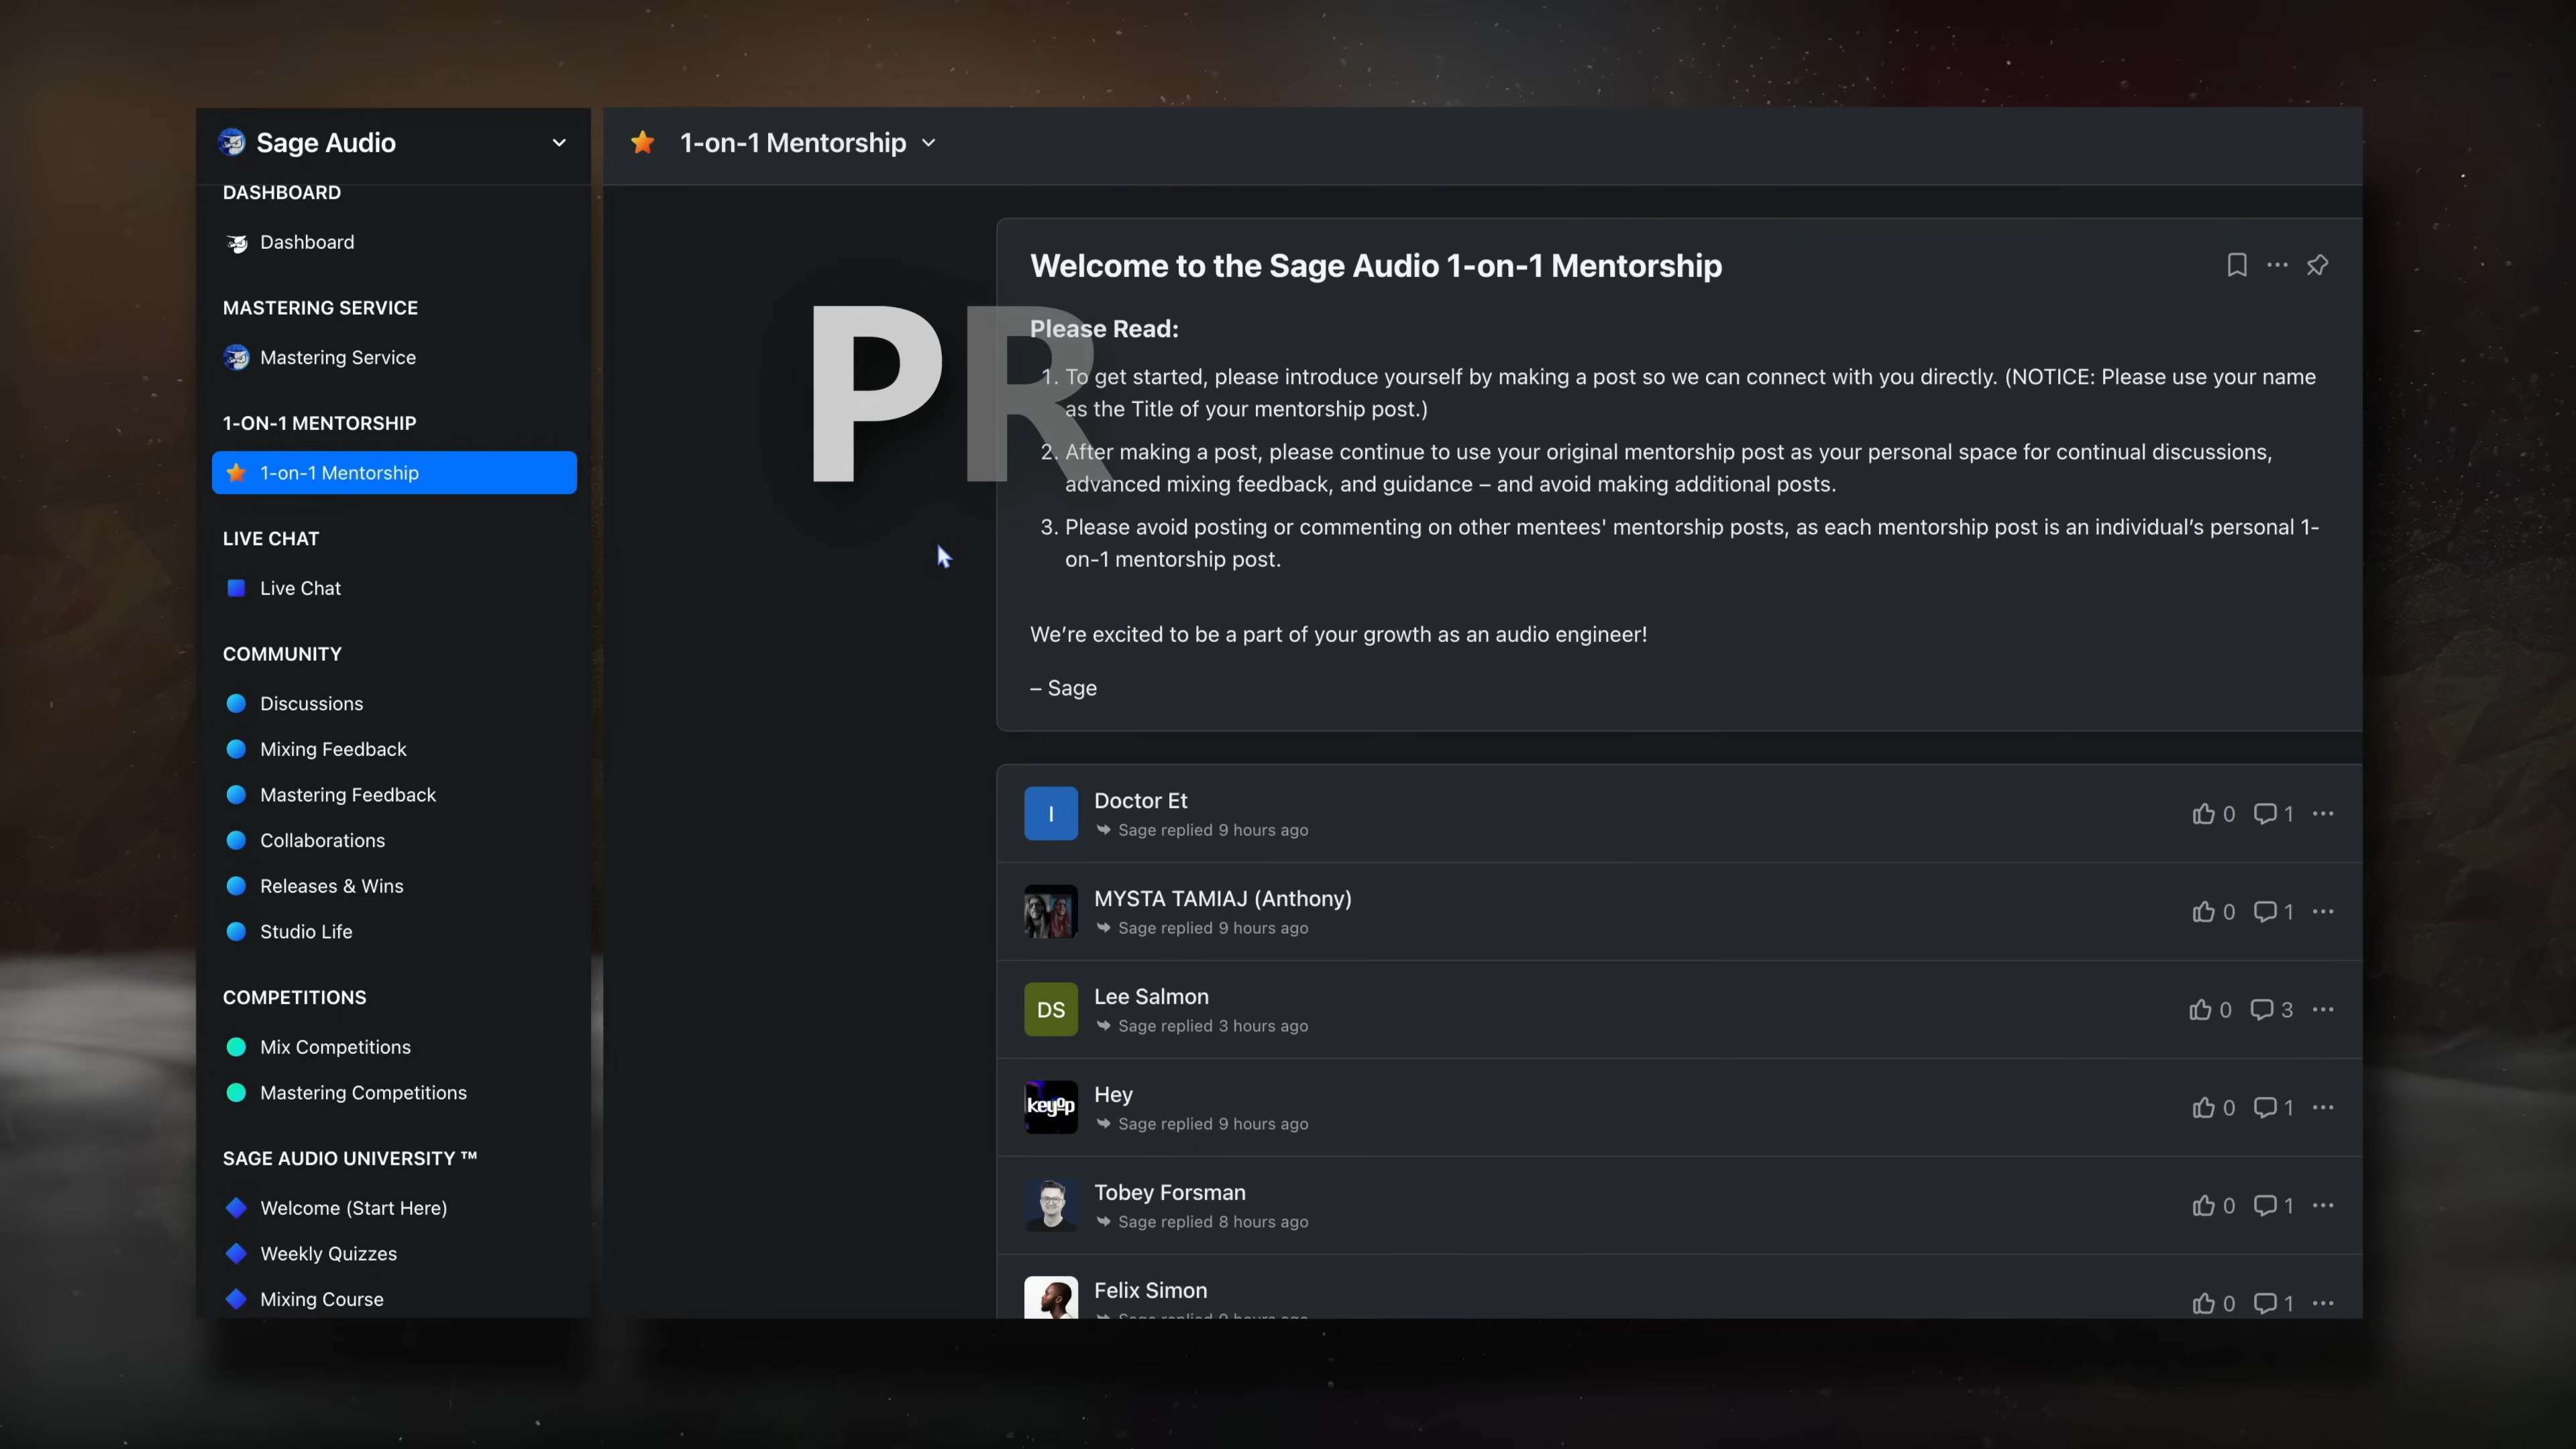 Sage Audio
DASHBOARD
Dashboard
MASTERING SERVICE
Mastering Service
1-ON-1 MENTORSHIP
1-on-1 Mentorship
LIVE CHAT
Live Chat
COMMUNITY
Discussions
Mixing Feedback
Mastering Feedback
Collaborations
Releases & Wins
Studio Life
COMPETITIONS
Mix Competitions
Mastering Competitions
SAGE AUDIO UNIVERSITY ™
Welcome (Start Here)
Weekly Quizzes
Mixing Course
1-on-1 Mentorship
PR
Welcome to the Sage Audio 1-on-1 Mentorship
Please Read:
1. To get started, please introduce yourself by making a post so we can connect with you directly. (NOTICE: Please use your name
as the Title of your mentorship post.)
2. After making a post, please continue to use your original mentorship post as your personal space for continual discussions,
advanced mixing feedback, and guidance – and avoid making additional posts.
3. Please avoid posting or commenting on other mentees' mentorship posts, as each mentorship post is an individual's personal 1-
on-1 mentorship post.
We're excited to be a part of your growth as an audio engineer!
– Sage
I
Doctor Et
Sage replied 9 hours ago
0 1
MYSTA TAMIAJ (Anthony)
Sage replied 9 hours ago
0 1
DS
Lee Salmon
Sage replied 3 hours ago
0 3
keyop
Hey
Sage replied 9 hours ago
0 1
Tobey Forsman
Sage replied 8 hours ago
0 1
Felix Simon
Sage replied 9 hours ago
0 1